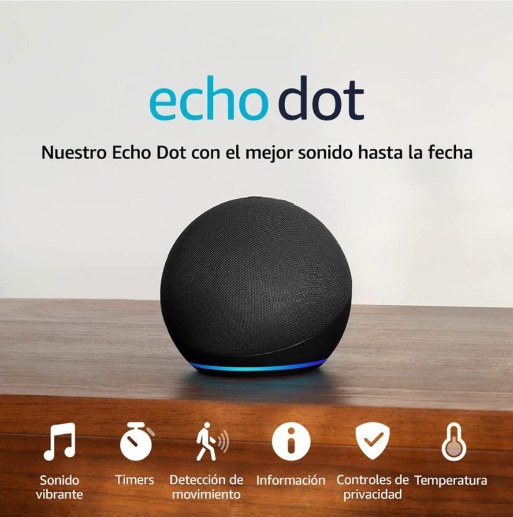 echo dot
Nuestro Echo Dot con el mejor sonido hasta la fecha
Sonido
vibrante
Timers
Detección de
movimiento
Información
Controles de
privacidad
Temperatura